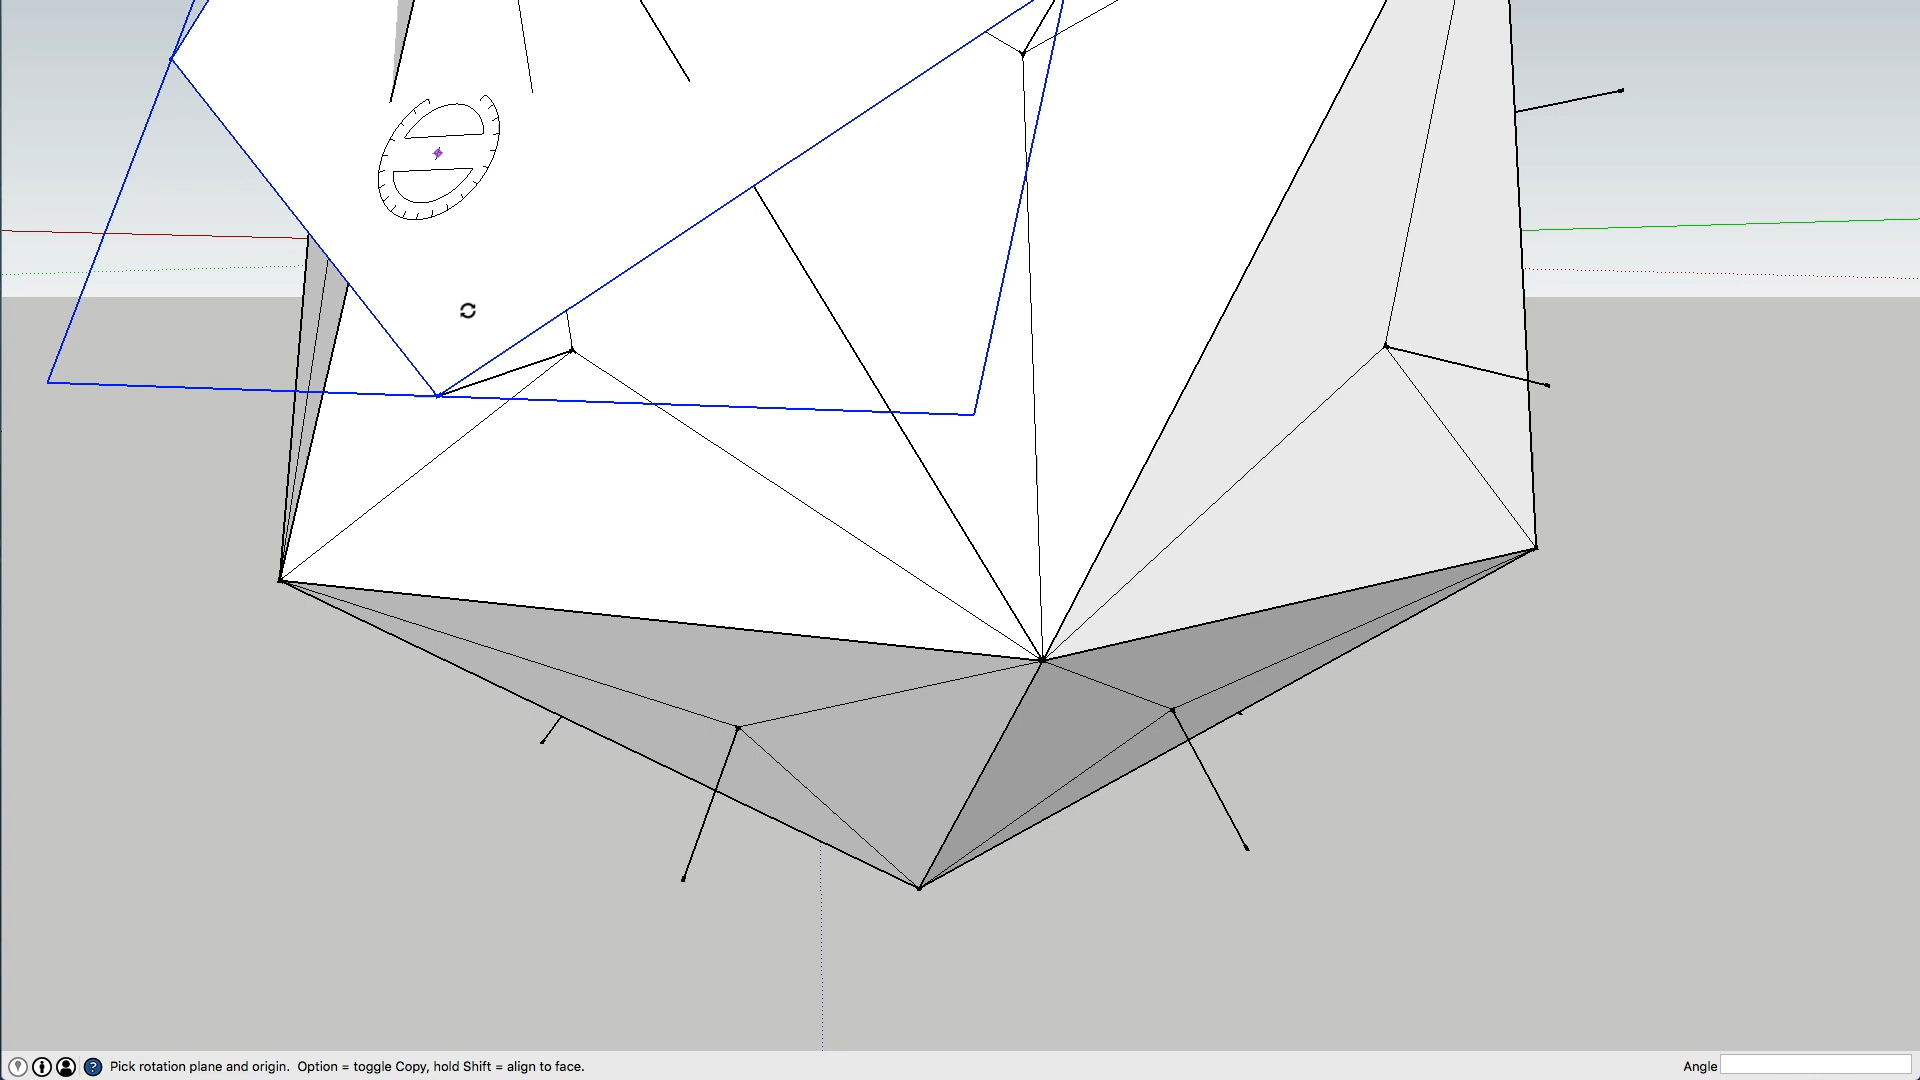 Pick rotation plane and origin.  Option = toggle Copy, hold Shift = align to face.
Angle